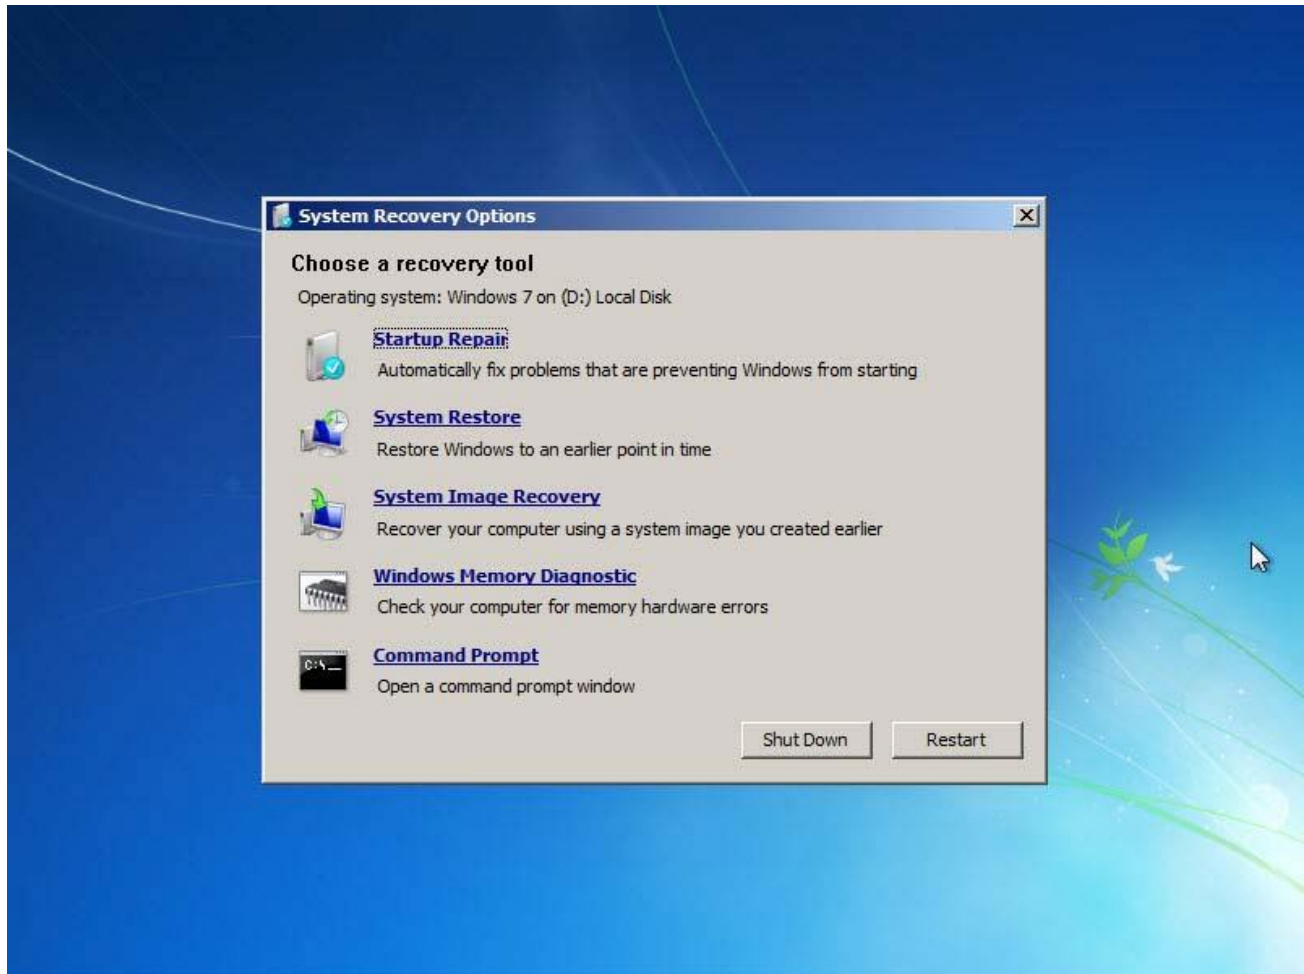 System Recovery Options
Choose a recovery tool
Operating system: Windows 7 on (D:) Local Disk
Startup Repair
Automatically fix problems that are preventing Windows from starting
System Restore
Restore Windows to an earlier point in time
System Image Recovery
Recover your computer using a system image you created earlier
Windows Memory Diagnostic
Check your computer for memory hardware errors
C:\_
Command Prompt
Open a command prompt window
Shut Down Restart